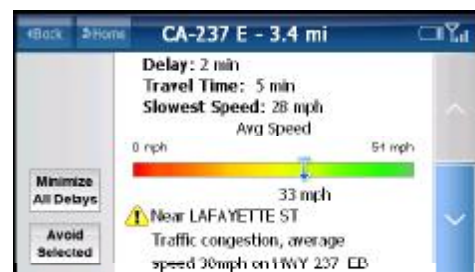 Back Home CA-237 E - 3.4 mi
Delay: 2 min
Travel Time: 5 min
Slowest Speed: 28 mph
Avg Speed
0 mph 51 mph
33 mph
Minimize
All Delays
Near LAFAYETTE ST
Avoid
Selected
Traffic congestion, average
speed 30mph on HWY 237 EB